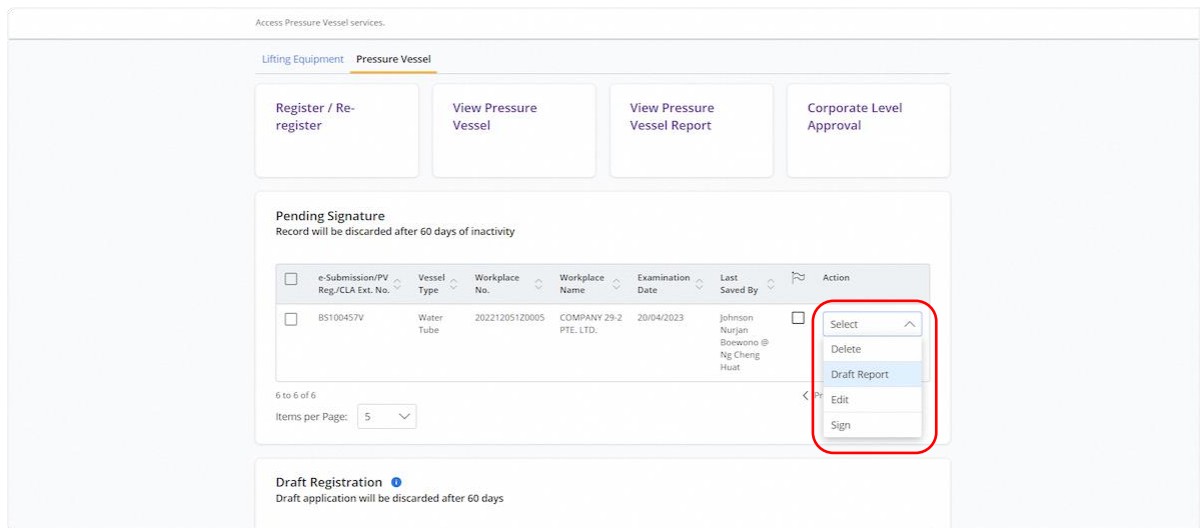 Access Pressure Vessel services.
Lifting Equipment Pressure Vessel
Register / Re-
register
View Pressure
Vessel
View Pressure
Vessel Report
Corporate Level
Approval
Pending Signature
Record will be discarded after 60 days of inactivity
e-Submission/PV
Reg./CLA Ext. No.
Vessel
Type
Workplace
No.
Workplace
Name
Examination
Date
Last
Saved By
Action
BS100457V
Water
Tube
202212051Z0005
COMPANY 29-2
PTE. LTD.
20/04/2023
Johnson
Nurjan
Boewono @
Ng Cheng
Huat
Select
Delete
Draft Report
Edit
Sign
6 to 6 of 6
Items per Page: 5
Draft Registration
Draft application will be discarded after 60 days